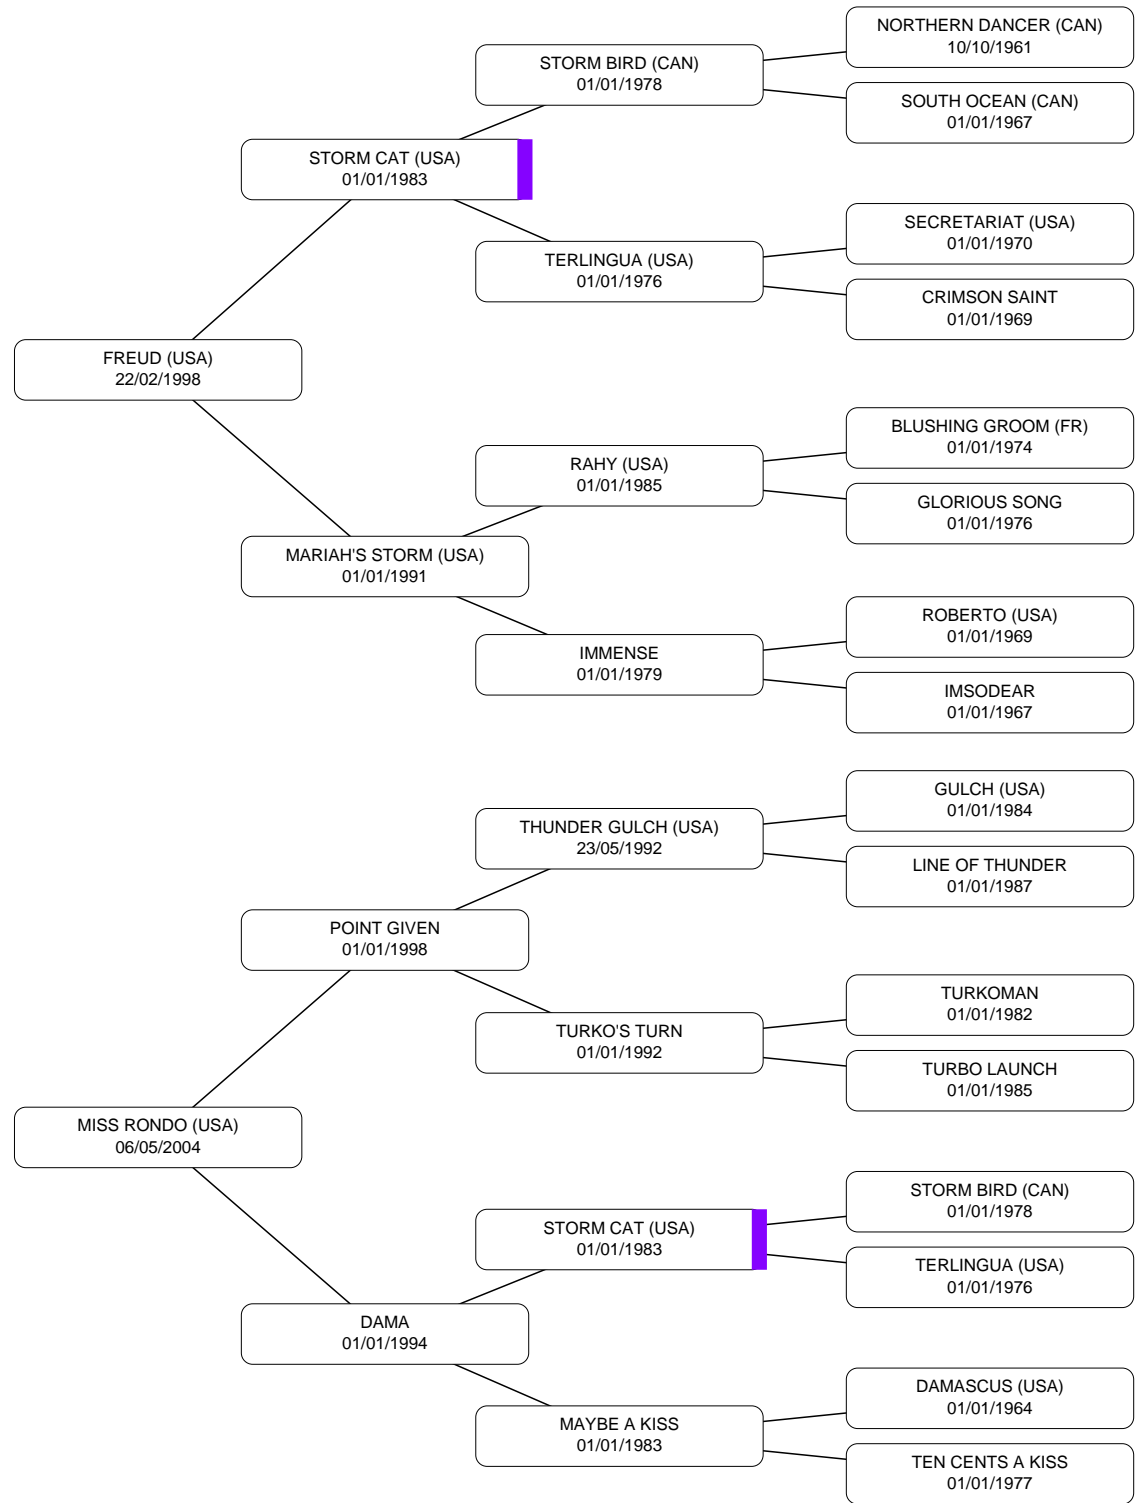 NORTHERN DANCER (CAN)
10/10/1961
STORM BIRD (CAN)
01/01/1978
SOUTH OCEAN (CAN)
01/01/1967
STORM CAT (USA)
01/01/1983
SECRETARIAT (USA)
01/01/1970
TERLINGUA (USA)
01/01/1976
CRIMSON SAINT
01/01/1969
FREUD (USA)
22/02/1998
BLUSHING GROOM (FR)
01/01/1974
RAHY (USA)
01/01/1985
GLORIOUS SONG
01/01/1976
MARIAH'S STORM (USA)
01/01/1991
ROBERTO (USA)
01/01/1969
IMMENSE
01/01/1979
IMSODEAR
01/01/1967
GULCH (USA)
01/01/1984
THUNDER GULCH (USA)
23/05/1992
LINE OF THUNDER
01/01/1987
POINT GIVEN
01/01/1998
TURKOMAN
01/01/1982
TURKO'S TURN
01/01/1992
TURBO LAUNCH
01/01/1985
MISS RONDO (USA)
06/05/2004
STORM BIRD (CAN)
01/01/1978
STORM CAT (USA)
01/01/1983
TERLINGUA (USA)
01/01/1976
DAMA
01/01/1994
DAMASCUS (USA)
01/01/1964
MAYBE A KISS
01/01/1983
TEN CENTS A KISS
01/01/1977